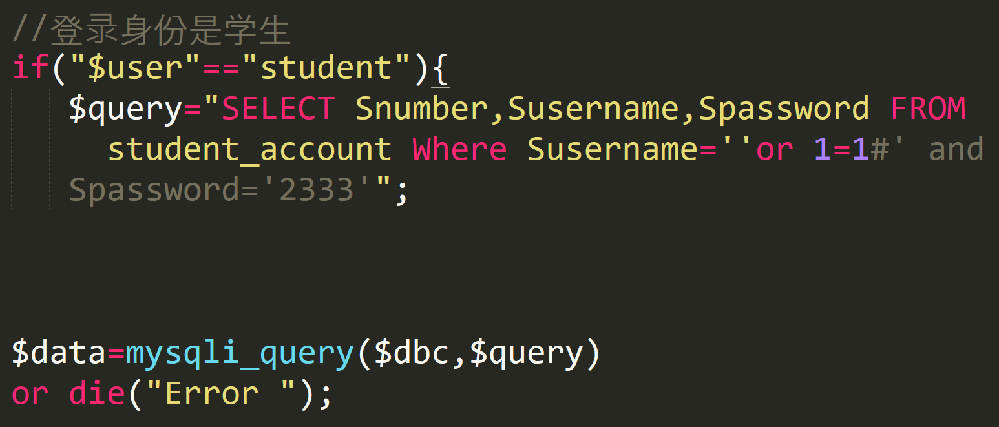 //登录身份是学生
if("$user"=="student"){
$query="SELECT Snumber,Susername,Spassword FROM
student_account Where Susername=''or 1=1#' and
Spassword='2333'";
$data=mysqli_query($dbc,$query)
or die("Error ");